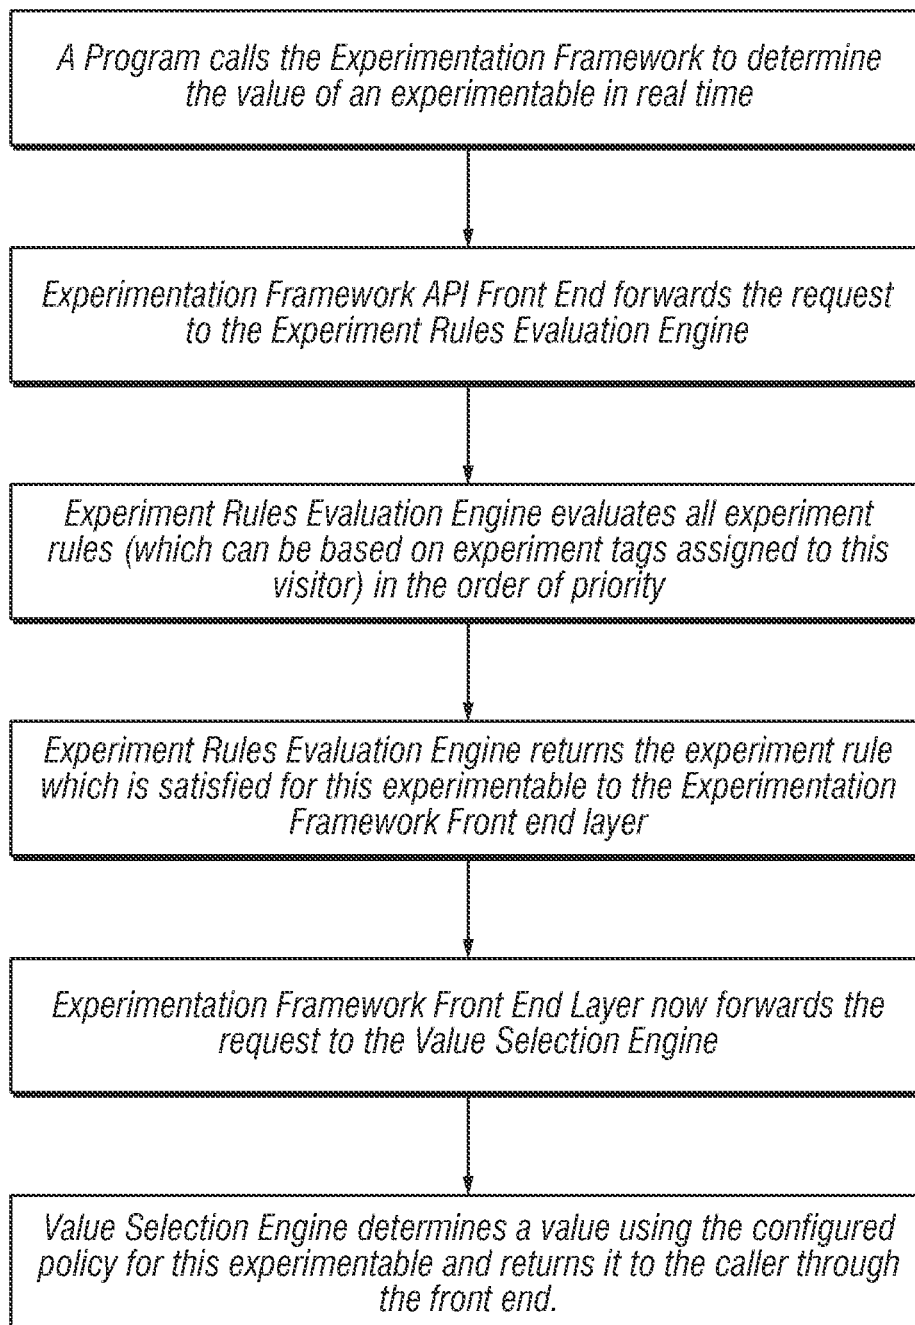 A Program calls the Experimentation Framework to determine
the value of an experimentable in real time
Experimentation Framework API Front End forwards the request
to the Experiment Rules Evaluation Engine
Experiment Rules Evaluation Engine evaluates all experiment
rules (which can be based on experiment tags assigned to this
visitor) in the order of priority
Experiment Rules Evaluation Engine returns the experiment rule
which is satisfied for this experimentable to the Experimentation
Framework Front end layer
Experimentation Framework Front End Layer now forwards the
request to the Value Selection Engine
Value Selection Engine determines a value using the configured
policy for this experimentable and returns it to the caller through
the front end.